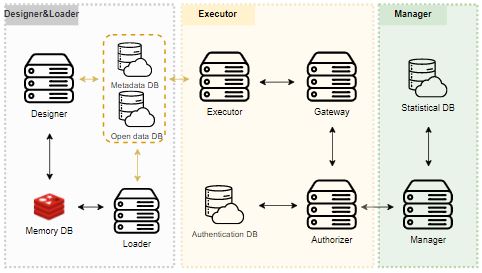 Designer&Loader
Executor
Manager
Metadata DB
Open data DB
Designer
Executor
Gateway
Statistical DB
Memory DB
Loader
Authentication DB
Authorizer
Manager